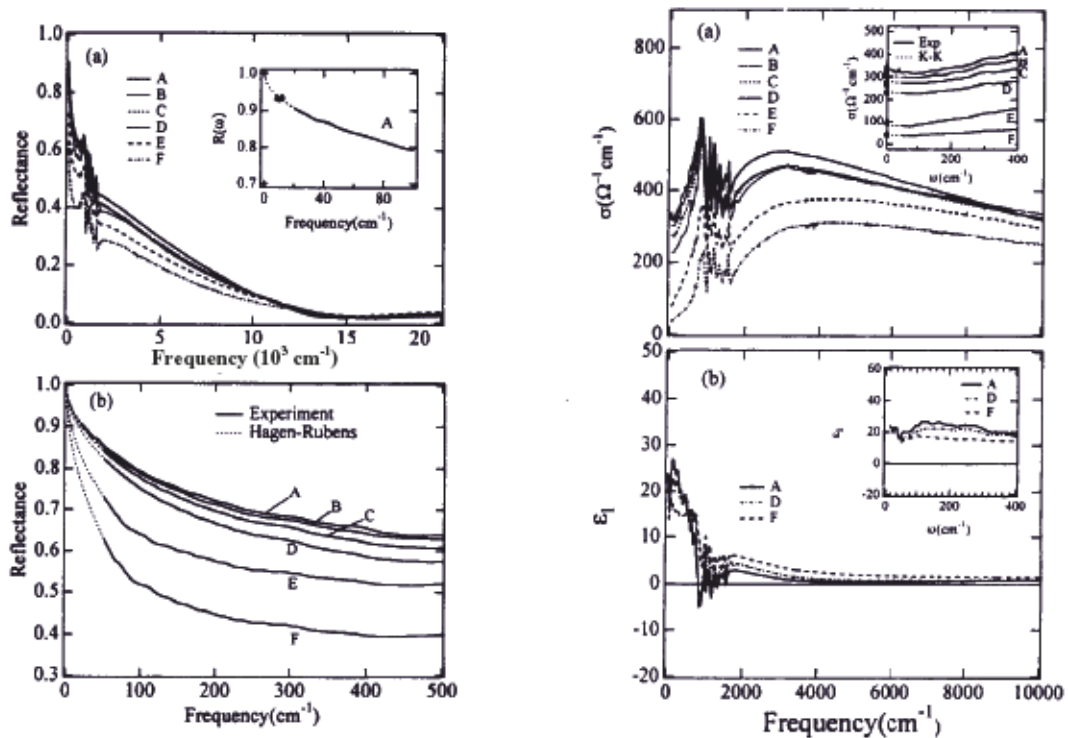 (a)
A
B
C
D
E
F
1.0
0.8
0.6
0.4
0.2
0.0
Reflectance
0
5
10
15
20
Frequency (10³ cm⁻¹)
1.0
0.9
0.8
0.7
R(ω)
A
0
40
80
Frequency(cm⁻¹)
(b)
Experiment
Hagen-Rubens
A
B
C
D
E
F
1.0
0.9
0.8
0.7
0.6
0.5
0.4
0.3
Reflectance
0
100
200
300
400
500
Frequency(cm⁻¹)
(a)
A
B
C
D
E
F
800
600
400
200
0
σ(Ω⁻¹ cm⁻¹)
500
400
300
200
100
0
σ(Ω⁻¹ cm⁻¹)
Exp
K-K
A
C
D
E
F
0
200
400
ω(cm⁻¹)
(b)
A
D
F
50
40
30
20
10
0
-10
-20
ε₁
60
40
20
0
-20
A
D
F
0
200
400
ω(cm⁻¹)
0
2000
4000
6000
8000
10000
Frequency(cm⁻¹)